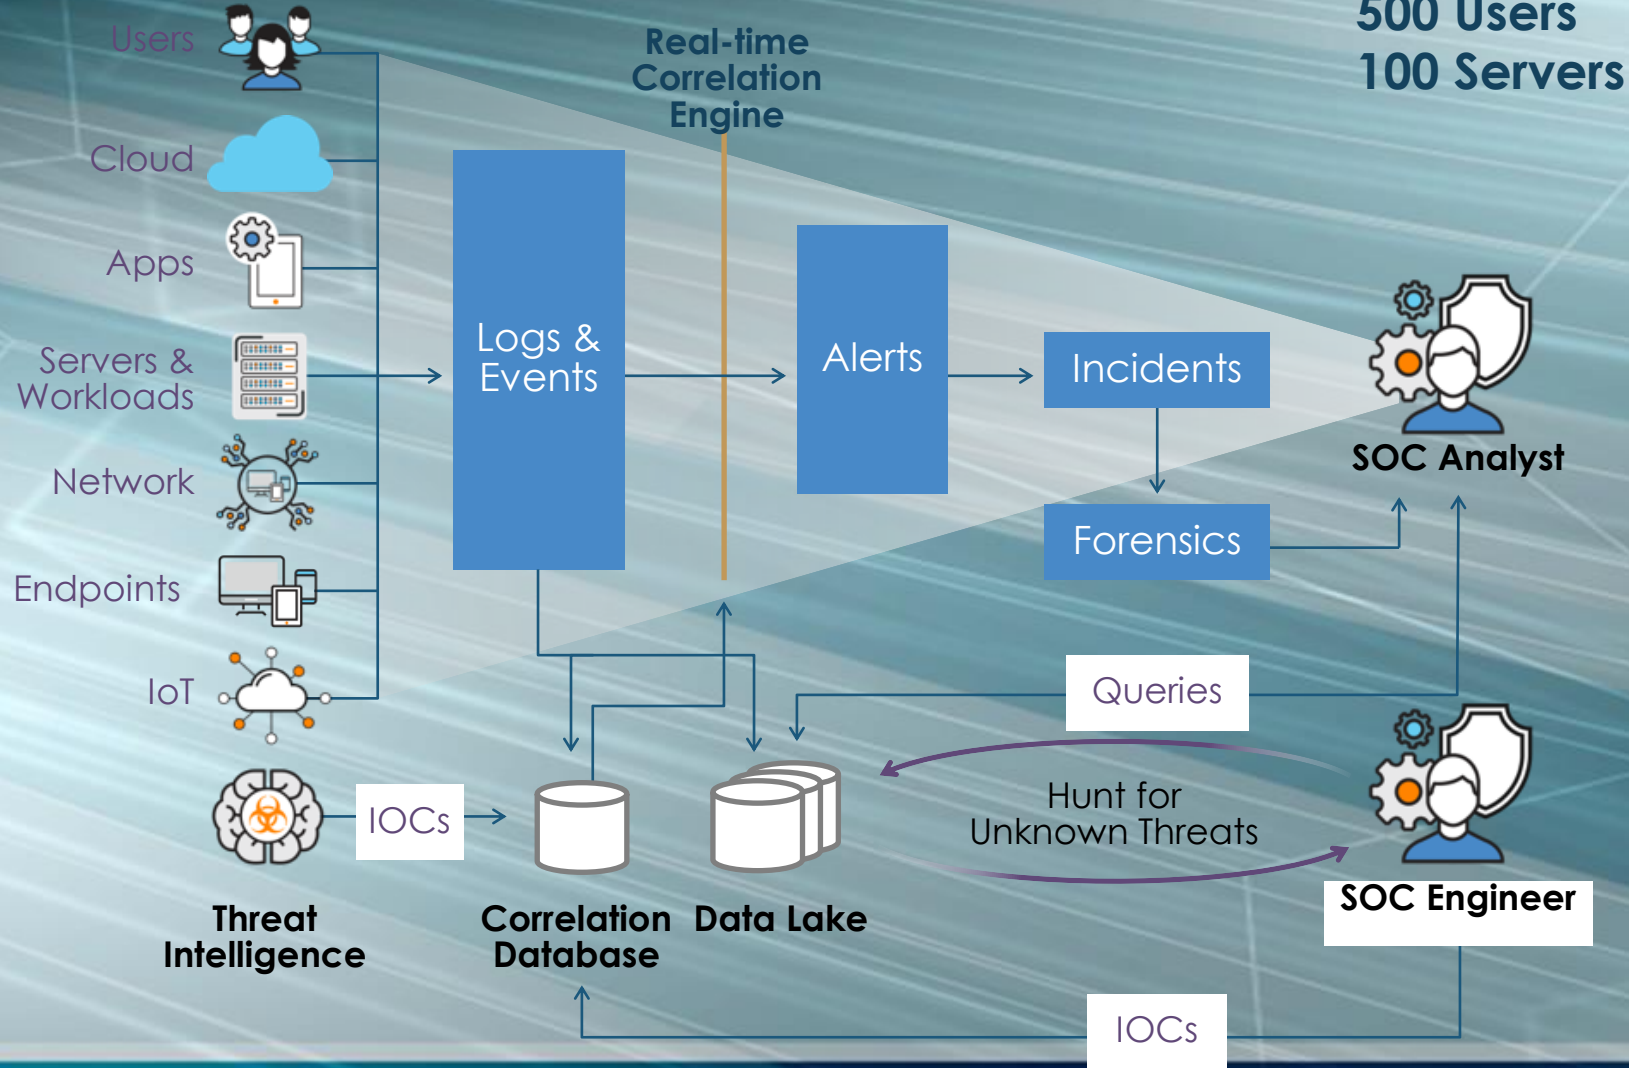 500 Users
100 Servers
Users
Cloud
Apps
Servers &
Workloads
Network
Endpoints
IoT
Real-time
Correlation
Engine
Logs &
Events
Alerts
Incidents
Forensics
SOC Analyst
Queries
Hunt for
Unknown Threats
SOC Engineer
IOCs
Threat
Intelligence
Correlation
Database
Data Lake
IOCs